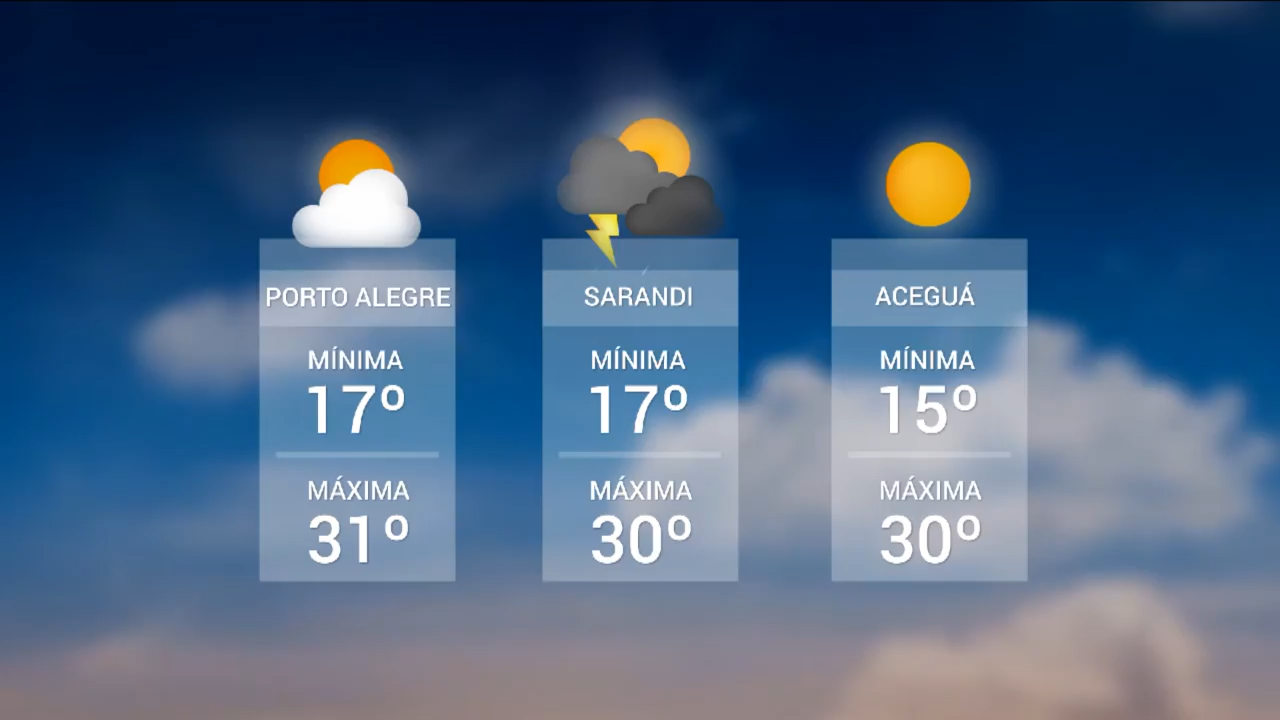 PORTO ALEGRE
MÍNIMA
17º
MÁXIMA
31º
SARANDI
MÍNIMA
17º
MÁXIMA
30º
ACEGUÁ
MÍNIMA
15º
MÁXIMA
30º